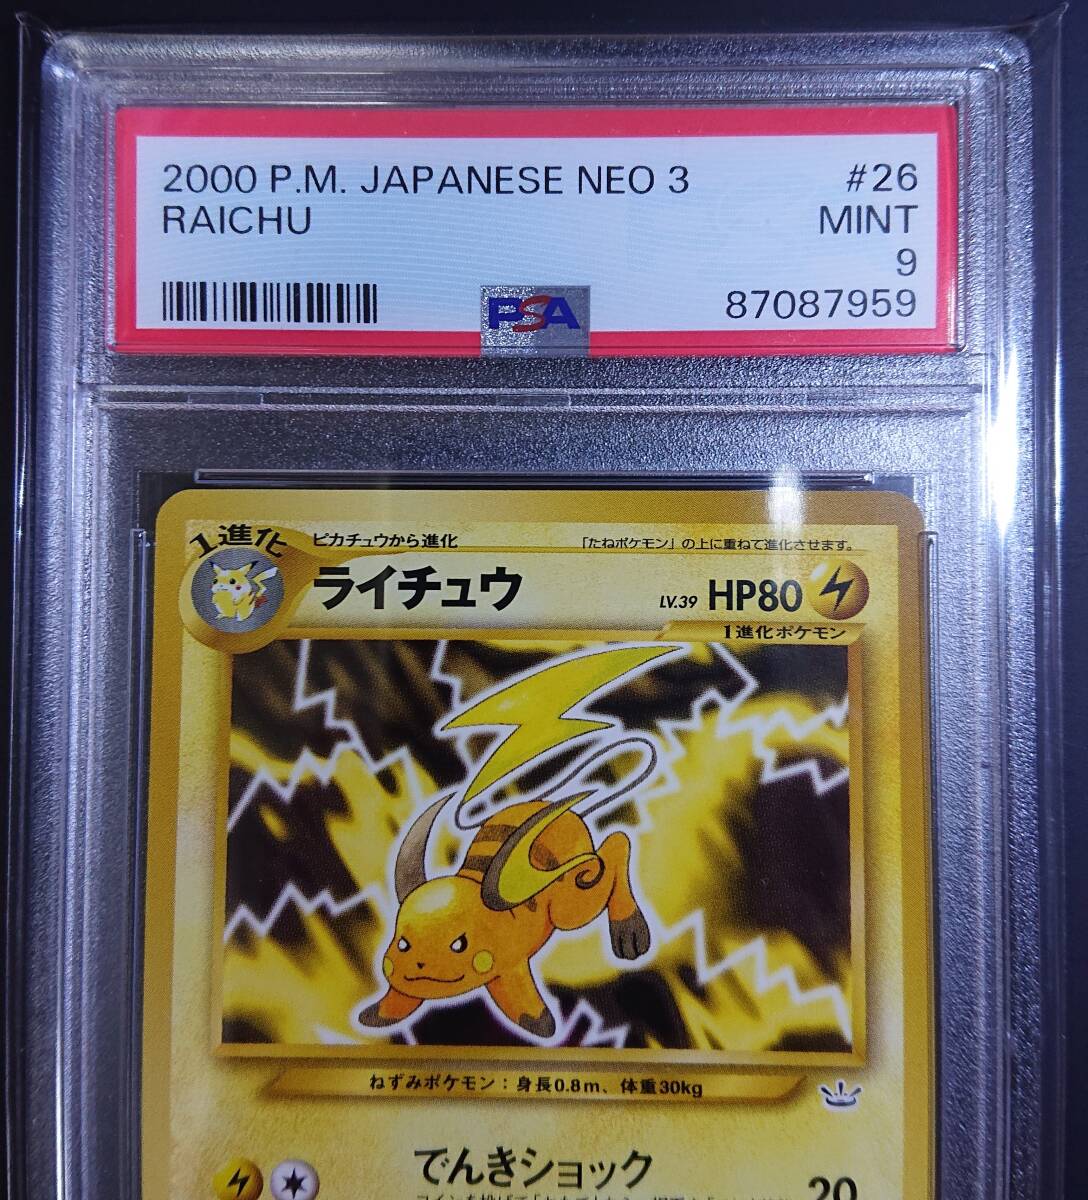 2000 P.M. JAPANESE NEO 3 #26
RAICHU MINT
9
PSA 87087959
1進化 ピカチュウから進化 「たねポケモン」の上に重ねて進化させます。
ライチュウ LV.39 HP80
1進化ポケモン
ねずみポケモン：身長0.8m、体重30kg
でんきショック 20